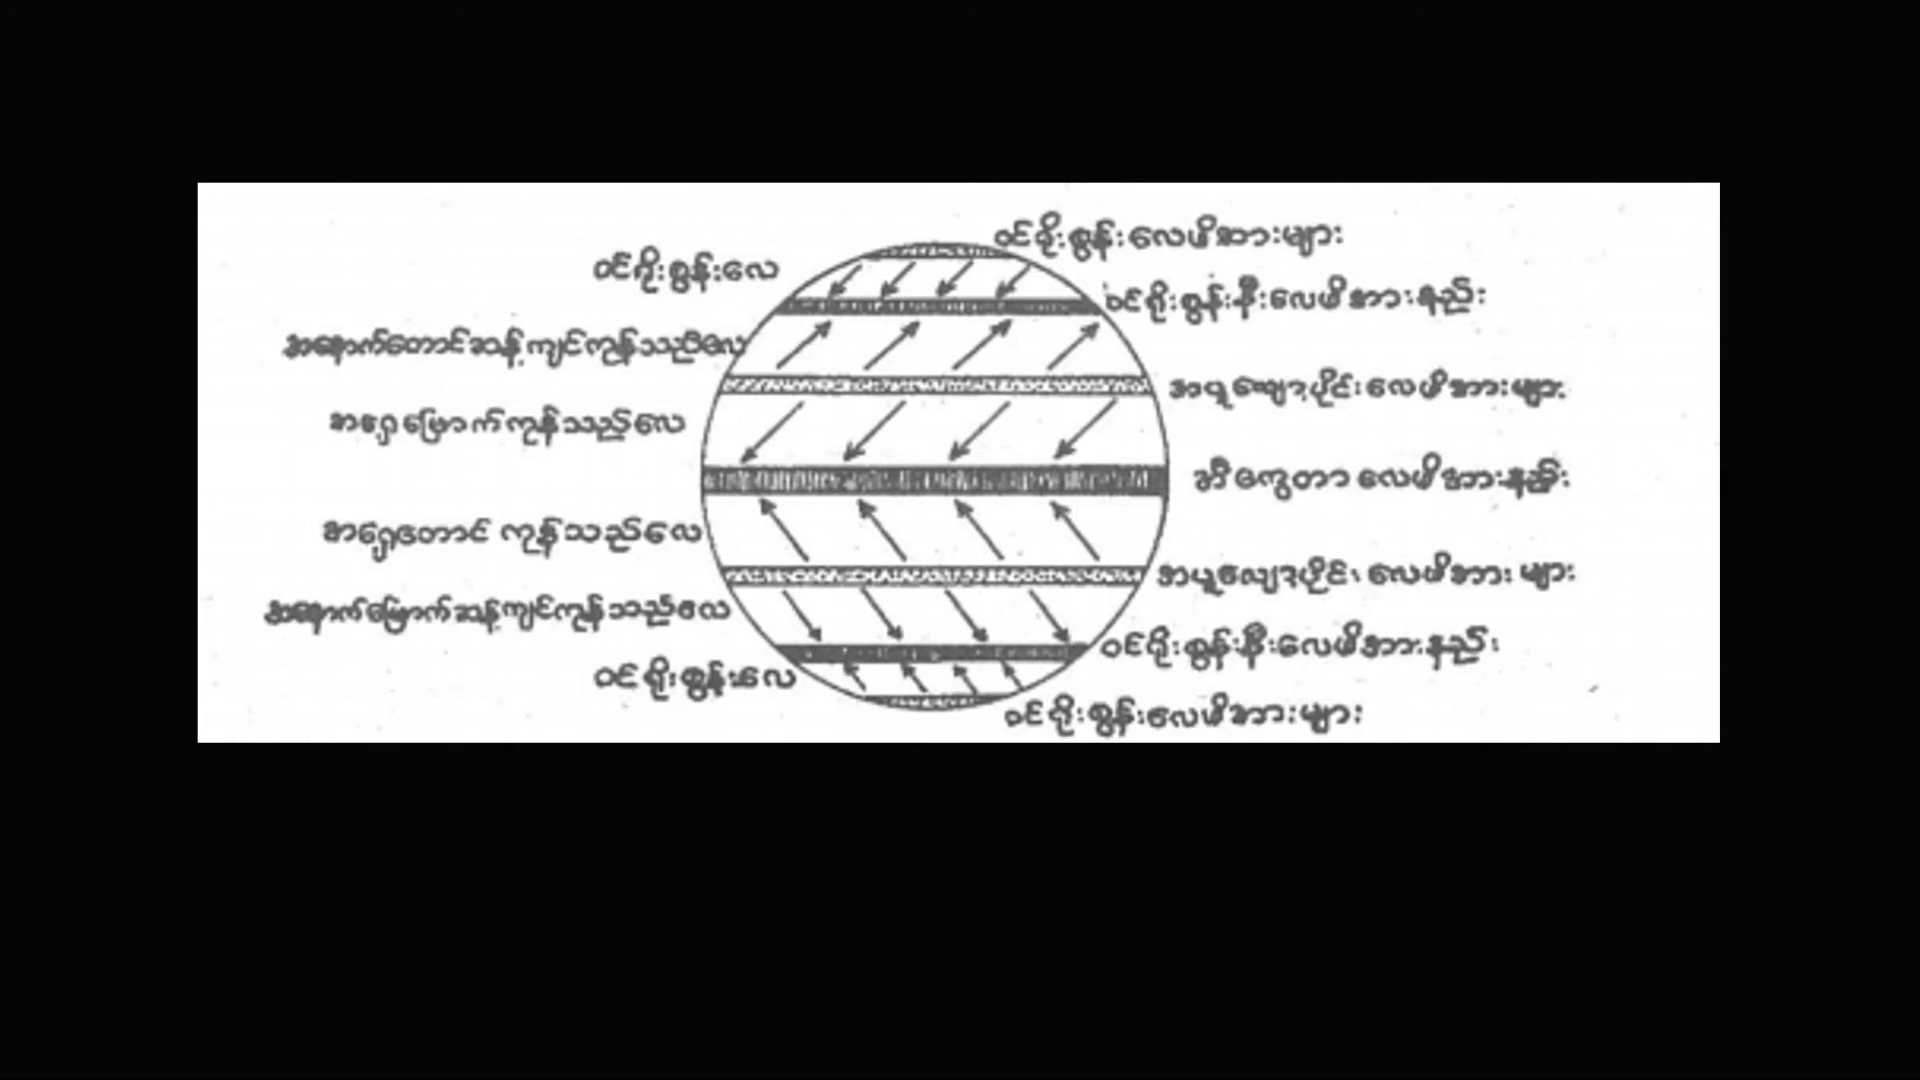 ဝင်ရိုးစွန်းလေဖိအားများ
ဝင်ရိုးစွန်းလေ
ဝင်ရိုးစွန်းနီးလေဖိအားနည်း
အနောက်တောင်ဆန့်ကျင်ကုန်သည်လေ
အပူလျော့ပိုင်းလေဖိအားများ
အရှေ့မြောက်ကုန်သည်လေ
အီကွေတာလေဖိအားနည်း
အရှေ့တောင်ကုန်သည်လေ
အပူလျော့ပိုင်းလေဖိအားများ
အနောက်မြောက်ဆန့်ကျင်ကုန်သည်လေ
ဝင်ရိုးစွန်းနီးလေဖိအားနည်း
ဝင်ရိုးစွန်းလေ
ဝင်ရိုးစွန်းလေဖိအားများ